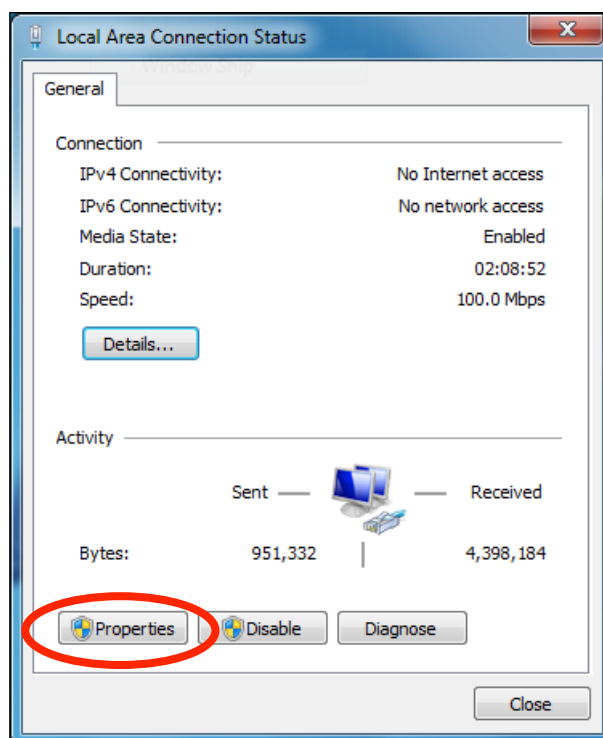 Local Area Connection Status
Window Snip
General
Connection
IPv4 Connectivity: No Internet access
IPv6 Connectivity: No network access
Media State: Enabled
Duration: 02:08:52
Speed: 100.0 Mbps
Details...
Activity
Sent Received
Bytes: 951,332 4,398,184
Properties Disable Diagnose
Close